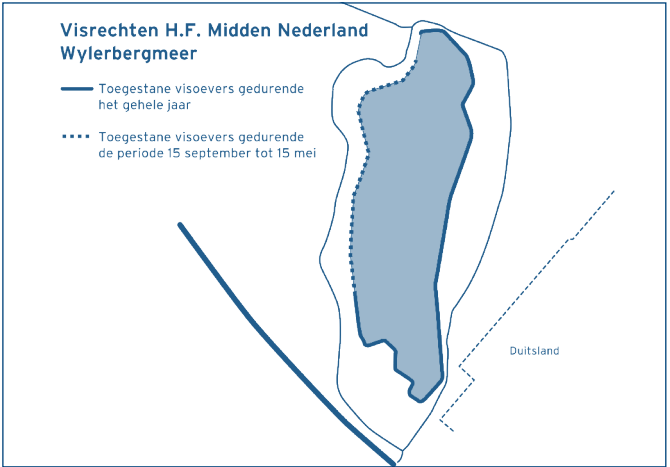 Visrechten H.F. Midden Nederland
Wylerbergmeer
Toegestane visoevers gedurende
het gehele jaar
Toegestane visoevers gedurende
de periode 15 september tot 15 mei
Duitsland